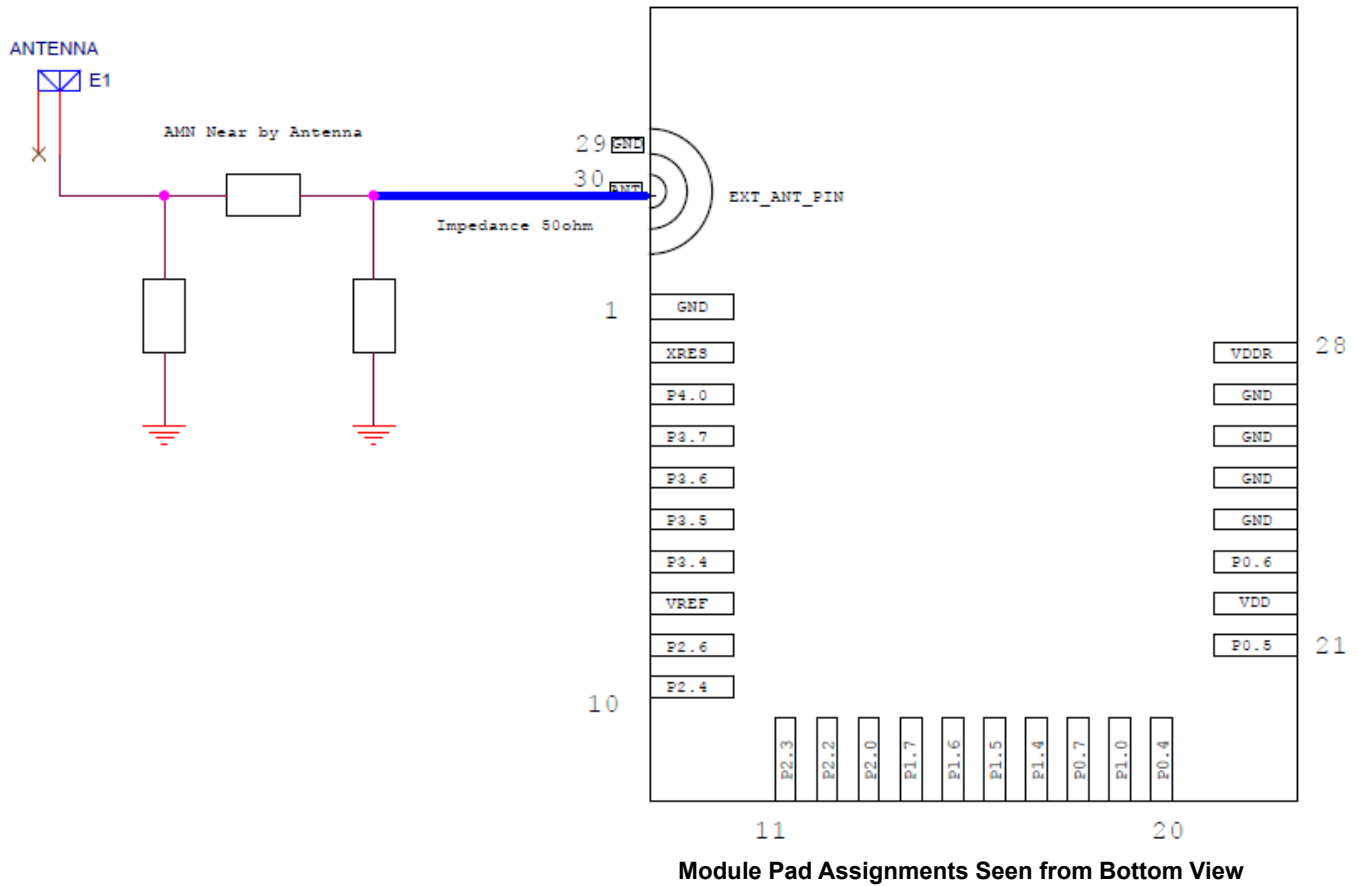 ANTENNA
E1
AMN Near by Antenna
29 GND
30 ANT
EXT_ANT_PIN
Impedance 50ohm
1 GND
XRES
P4.0
P3.7
P3.6
P3.5
P3.4
VREF
P2.6
10 P2.4
VDDR 28
GND
GND
GND
GND
P0.6
VDD
P0.5 21
P2.3
P2.2
P2.0
P1.7
P1.6
P1.5
P1.4
P0.7
P1.0
P0.4
11
20
Module Pad Assignments Seen from Bottom View